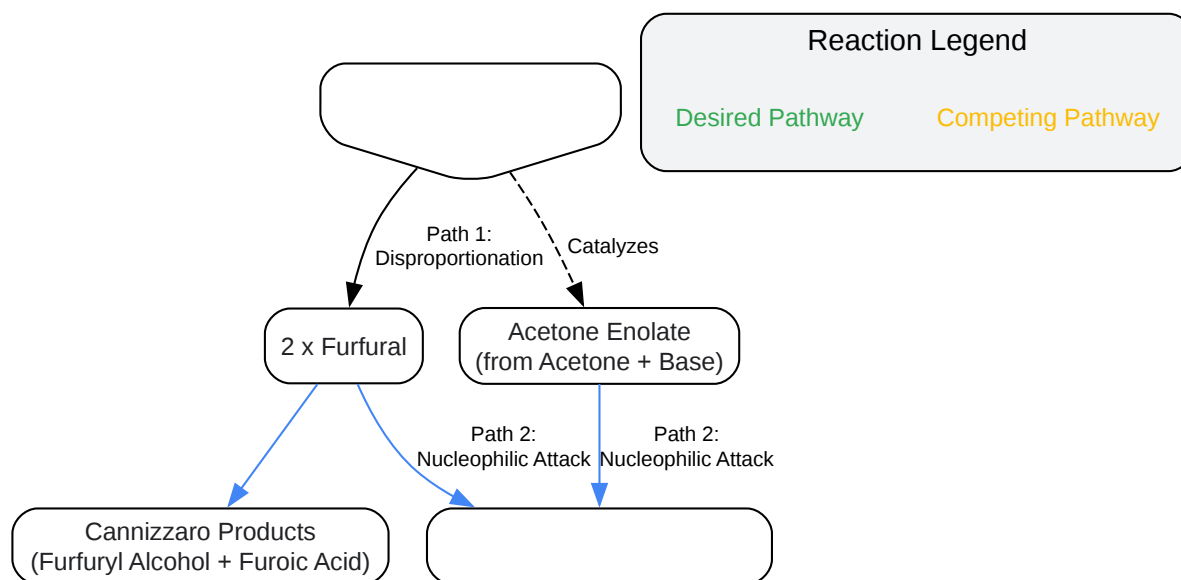 Reaction Legend
Desired Pathway
Competing Pathway
Path 1:
Disproportionation
Catalyzes
2 x Furfural
Acetone Enolate
(from Acetone + Base)
Path 2:
Nucleophilic Attack
Path 2:
Nucleophilic Attack
Cannizzaro Products
(Furfuryl Alcohol + Furoic Acid)